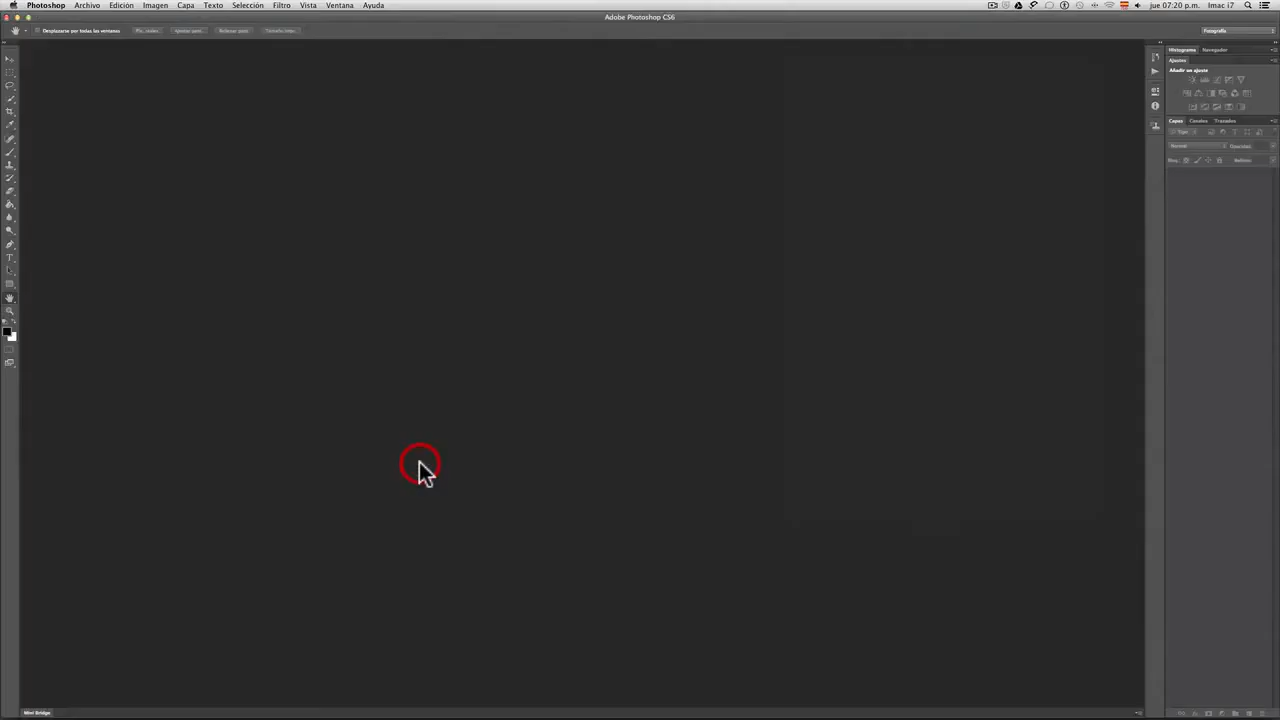 Photoshop Archivo Edición Imagen Capa Texto Selección Filtro Vista Ventana Ayuda jue 07:20 p.m. Imac i7
Adobe Photoshop CS6
Desplazarse por todas las ventanas Fotografía
Histograma Navegador
Ajustes
Añadir un ajuste
Capas Canales Trazados
Tipo
Normal Opacidad:
Bloq.: Relleno:
Mini Bridge